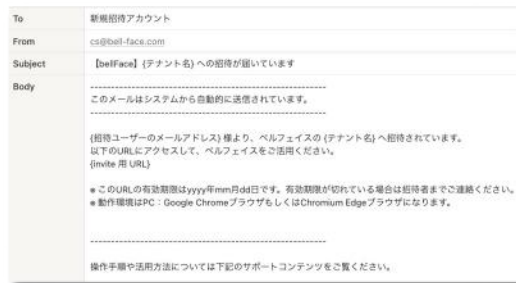 To 新規招待アカウント
From cs@bell-face.com
Subject 【bellFace】{テナント名} への招待が届いています
Body
---------------------------------------------------------
このメールはシステムから自動的に送信されています。
---------------------------------------------------------
{招待ユーザーのメールアドレス} 様より、ベルフェイスの {テナント名} へ招待されています。
以下のURLにアクセスして、ベルフェイスをご活用ください。
{invite 用 URL}
※ このURLの有効期限はyyyy年mm月dd日です。有効期限が切れている場合は招待者までご連絡ください。
※ 動作環境はPC：Google ChromeブラウザもしくはChromium Edgeブラウザになります。
---------------------------------------------------------
操作手順や活用方法については下記のサポートコンテンツをご覧ください。